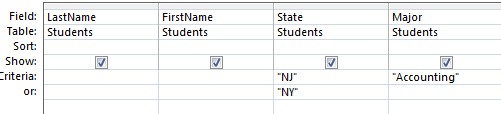 Field: LastName FirstName State Major
Table: Students Students Students Students
Sort:
Show:
Criteria: "NJ" "Accounting"
or: "NY"